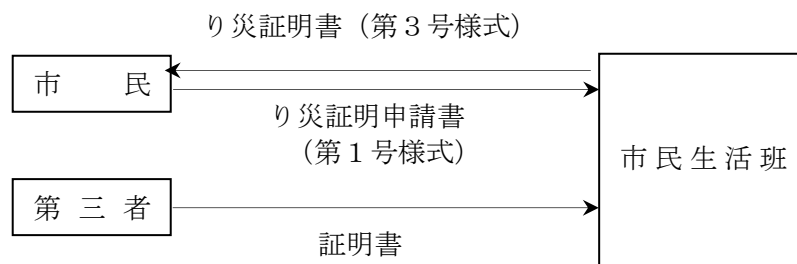 り災証明書（第３号様式）
市　　民
り災証明申請書
（第１号様式）
市民生活班
第 三 者
証明書